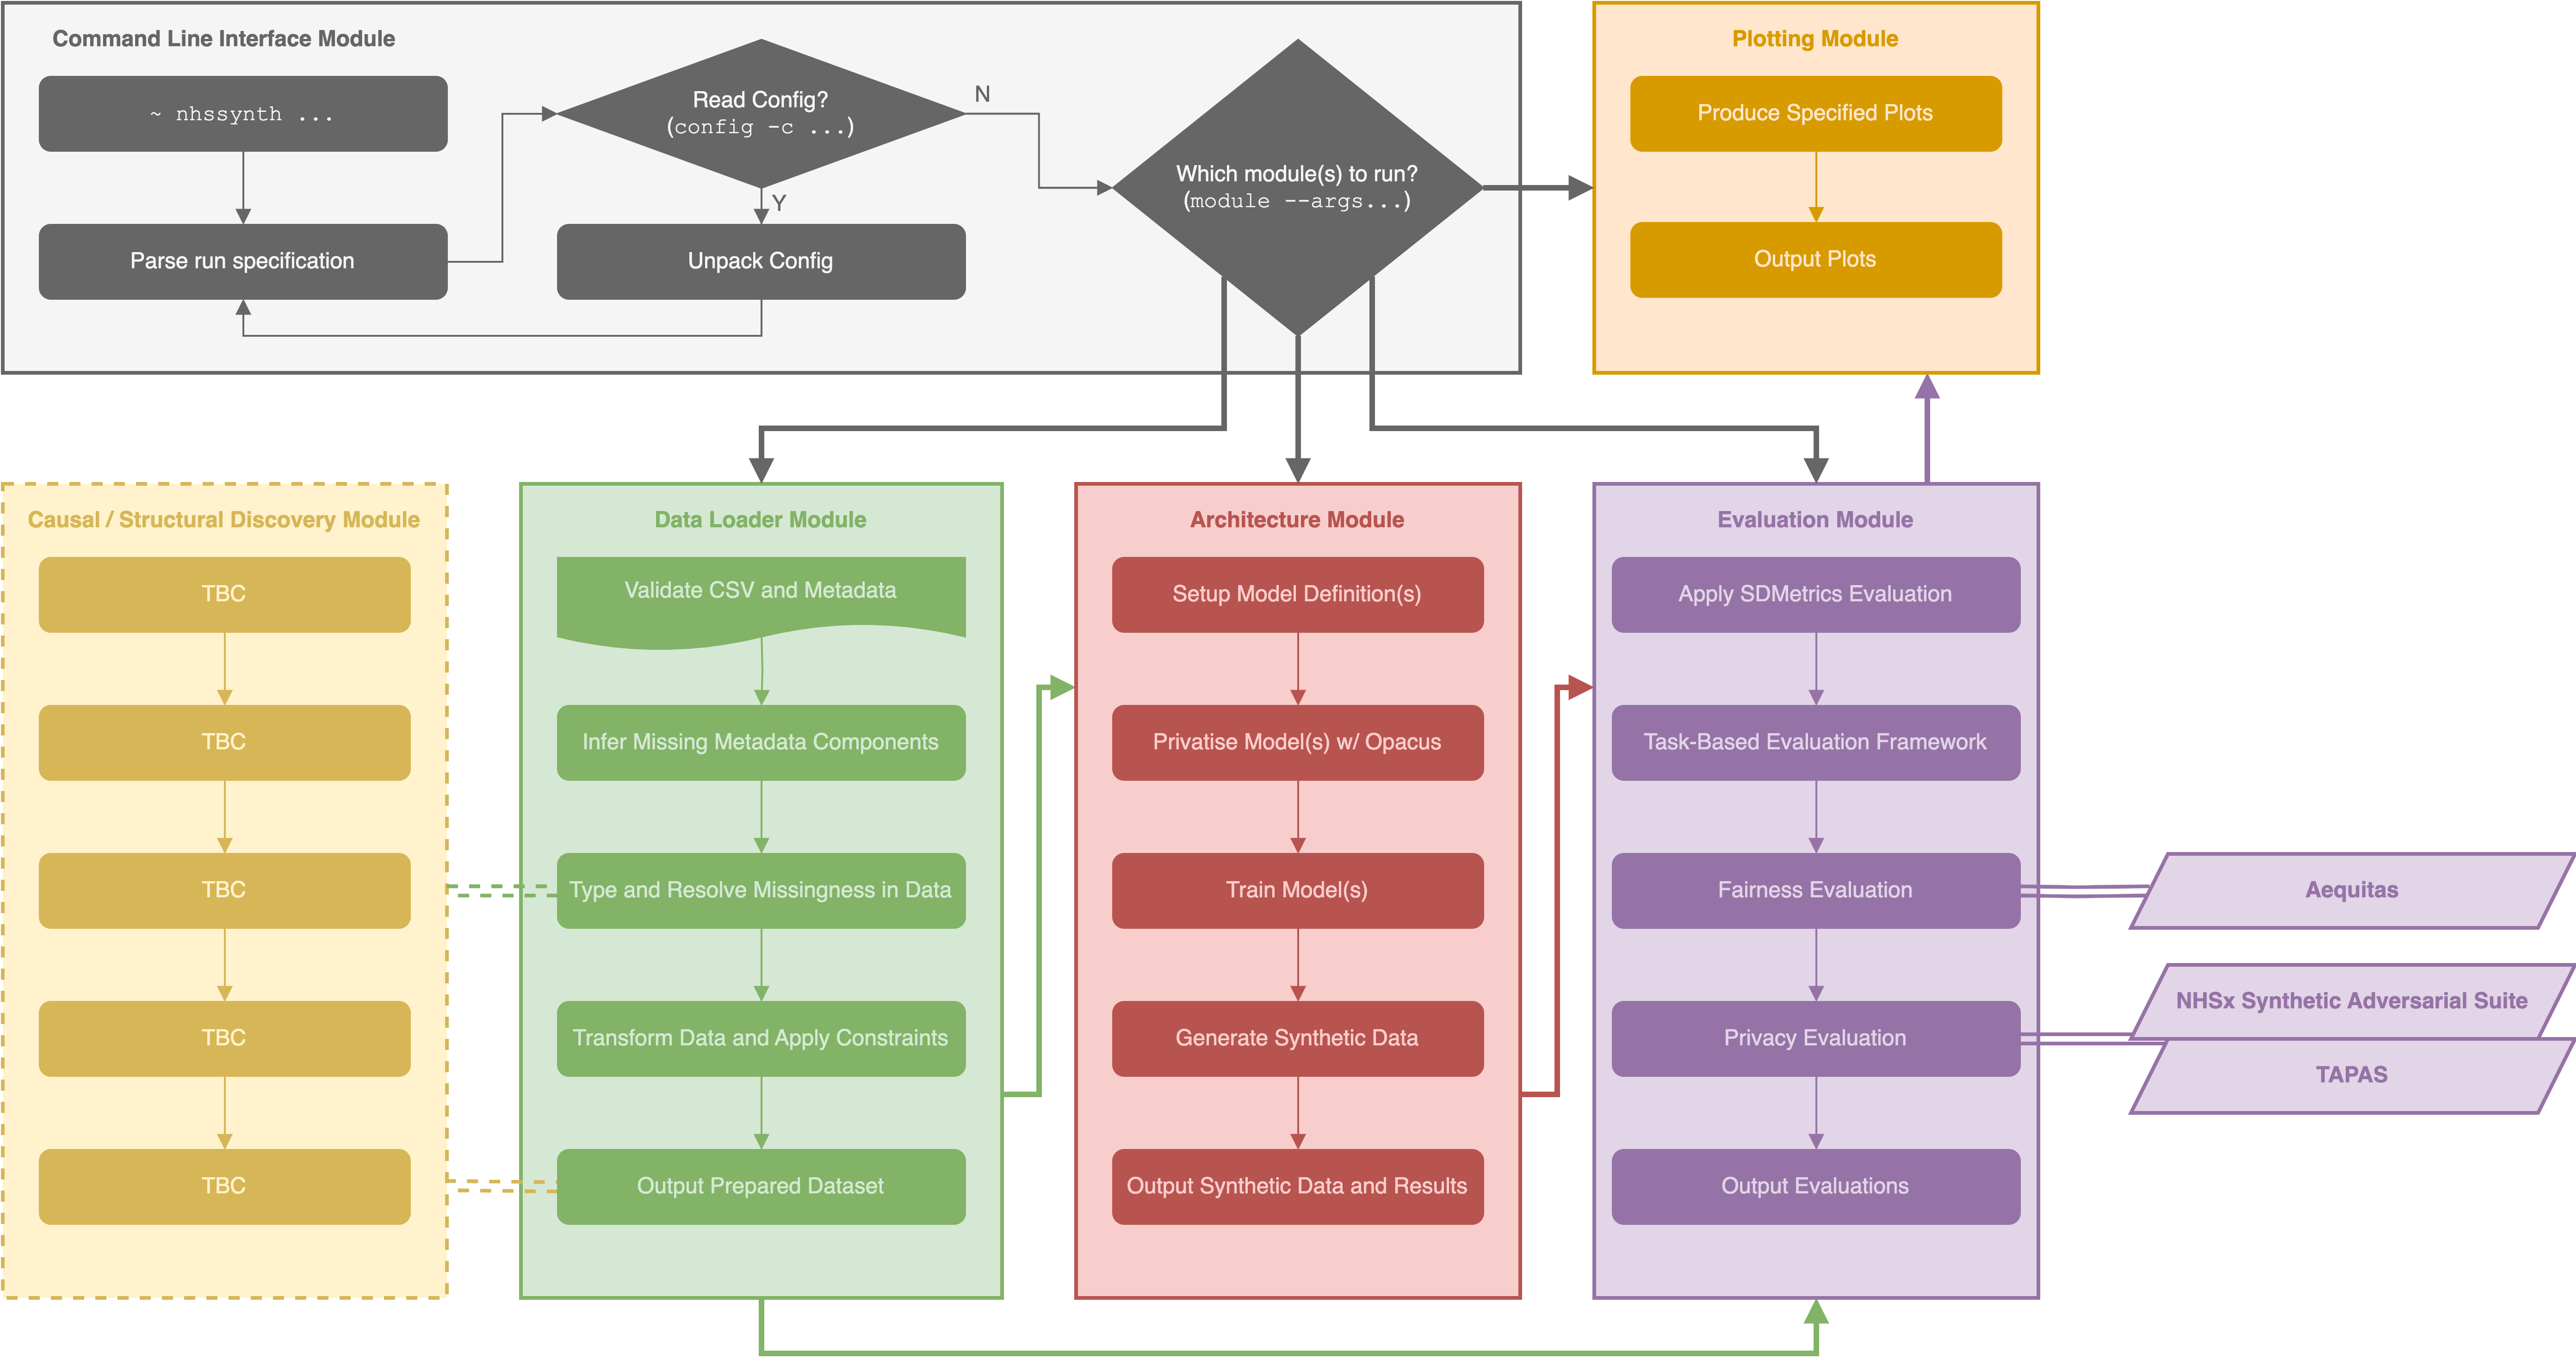 Command Line Interface Module
~ nhssynth ...
Parse run specification
Read Config?
(config -c ...)
N
Y
Unpack Config
Which module(s) to run?
(module --args...)
Plotting Module
Produce Specified Plots
Output Plots
Causal / Structural Discovery Module
TBC
TBC
TBC
TBC
TBC
Data Loader Module
Validate CSV and Metadata
Infer Missing Metadata Components
Type and Resolve Missingness in Data
Transform Data and Apply Constraints
Output Prepared Dataset
Architecture Module
Setup Model Definition(s)
Privatise Model(s) w/ Opacus
Train Model(s)
Generate Synthetic Data
Output Synthetic Data and Results
Evaluation Module
Apply SDMetrics Evaluation
Task-Based Evaluation Framework
Fairness Evaluation
Privacy Evaluation
Output Evaluations
Aequitas
NHSx Synthetic Adversarial Suite
TAPAS